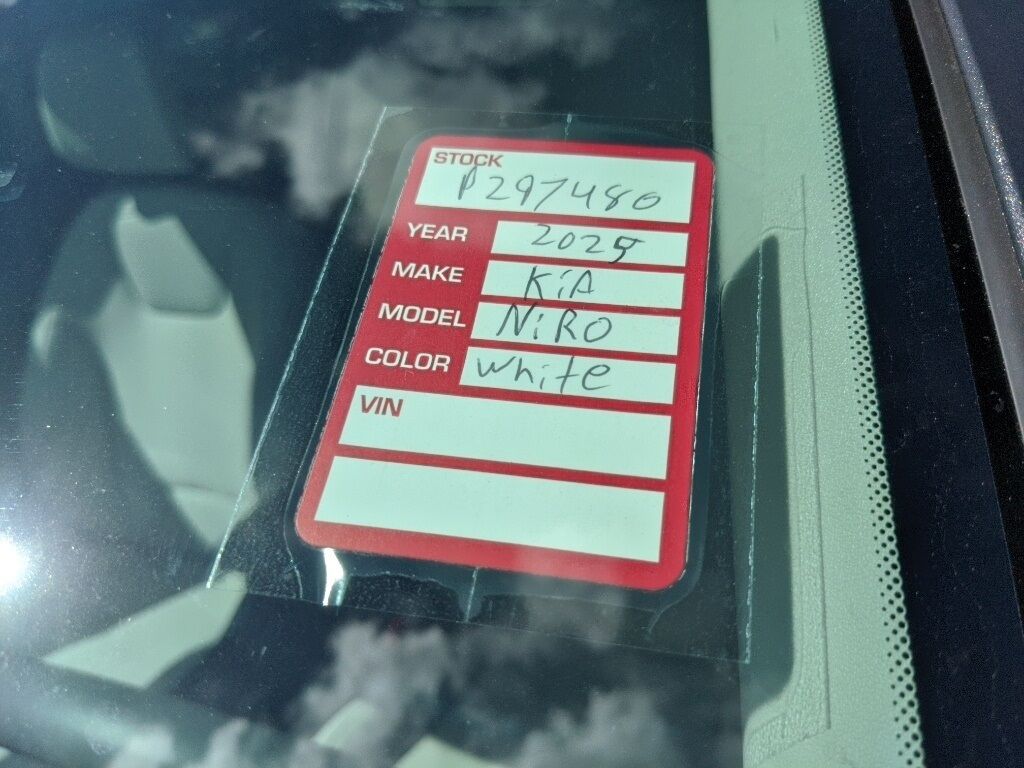 STOCK
P297480
YEAR 2025
MAKE KiA
MODEL NiRO
COLOR white
VIN